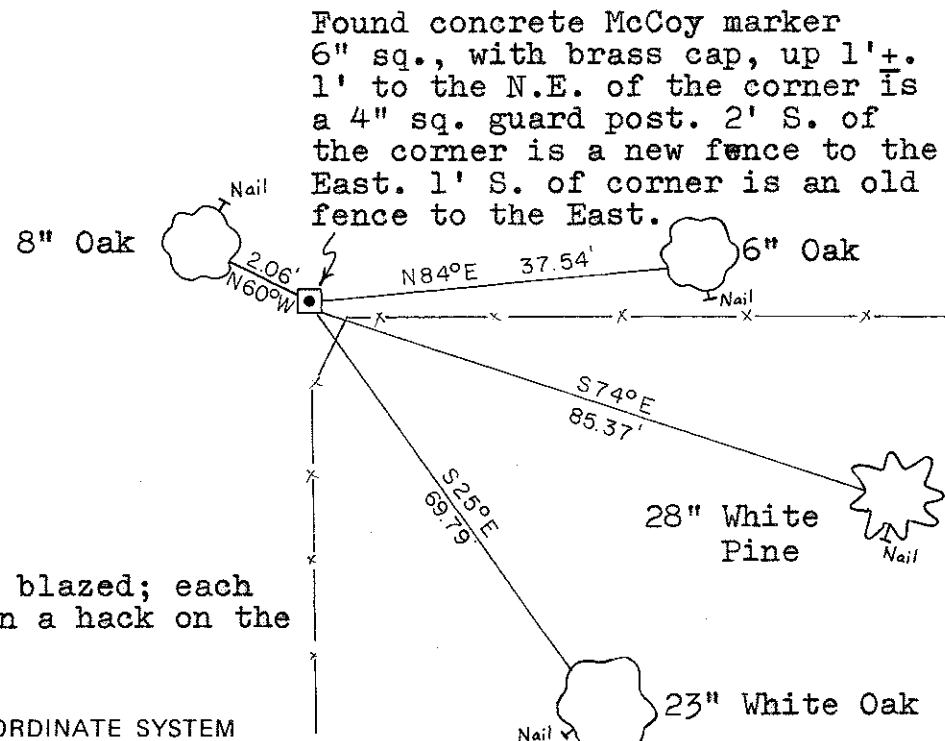 Found concrete McCoy marker
6" sq., with brass cap, up 1'±.
1' to the N.E. of the corner is
a 4" sq. guard post. 2' S. of
the corner is a new fence to the
East. 1' S. of corner is an old
fence to the East.
Nail
8" Oak
2.06'
N60°W
N84°E 37.54'
6" Oak
Nail
S74°E
85.37'
S25°E
69.79'
28" White
Pine
Nail
blazed; each
n a hack on the
23" White Oak
Nail
ORDINATE SYSTEM